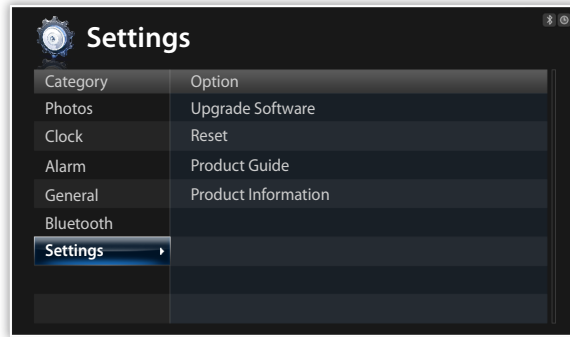 Settings
Category Option
Photos Upgrade Software
Clock Reset
Alarm Product Guide
General Product Information
Bluetooth
Settings